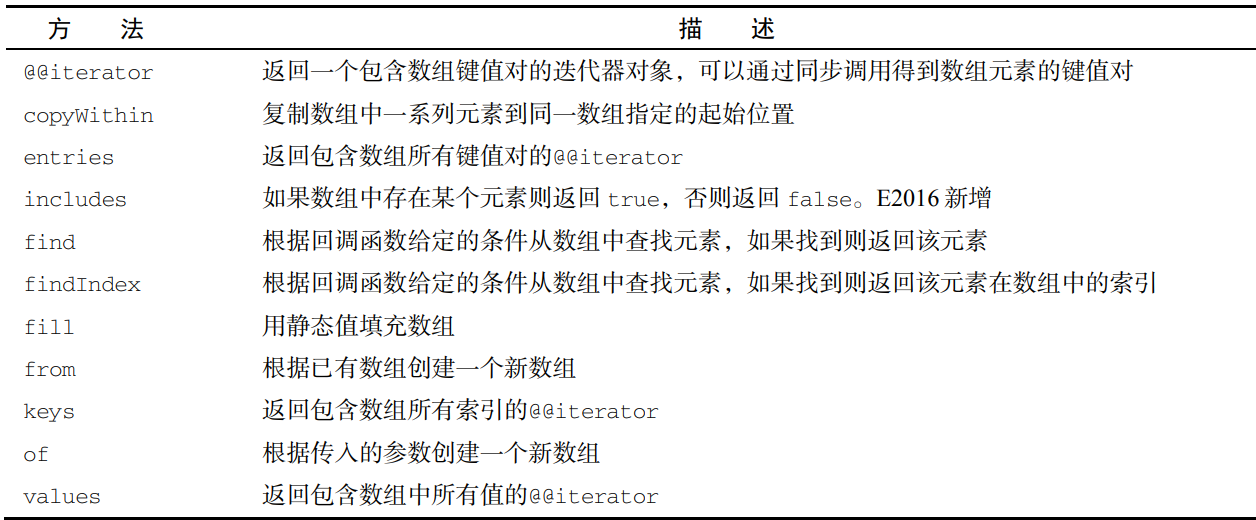 方 法 描 述
@@iterator 返回一个包含数组键值对的迭代器对象，可以通过同步调用得到数组元素的键值对
copyWithin 复制数组中一系列元素到同一数组指定的起始位置
entries 返回包含数组所有键值对的@@iterator
includes 如果数组中存在某个元素则返回 true，否则返回 false。E2016 新增
find 根据回调函数给定的条件从数组中查找元素，如果找到则返回该元素
findIndex 根据回调函数给定的条件从数组中查找元素，如果找到则返回该元素在数组中的索引
fill 用静态值填充数组
from 根据已有数组创建一个新数组
keys 返回包含数组所有索引的@@iterator
of 根据传入的参数创建一个新数组
values 返回包含数组中所有值的@@iterator